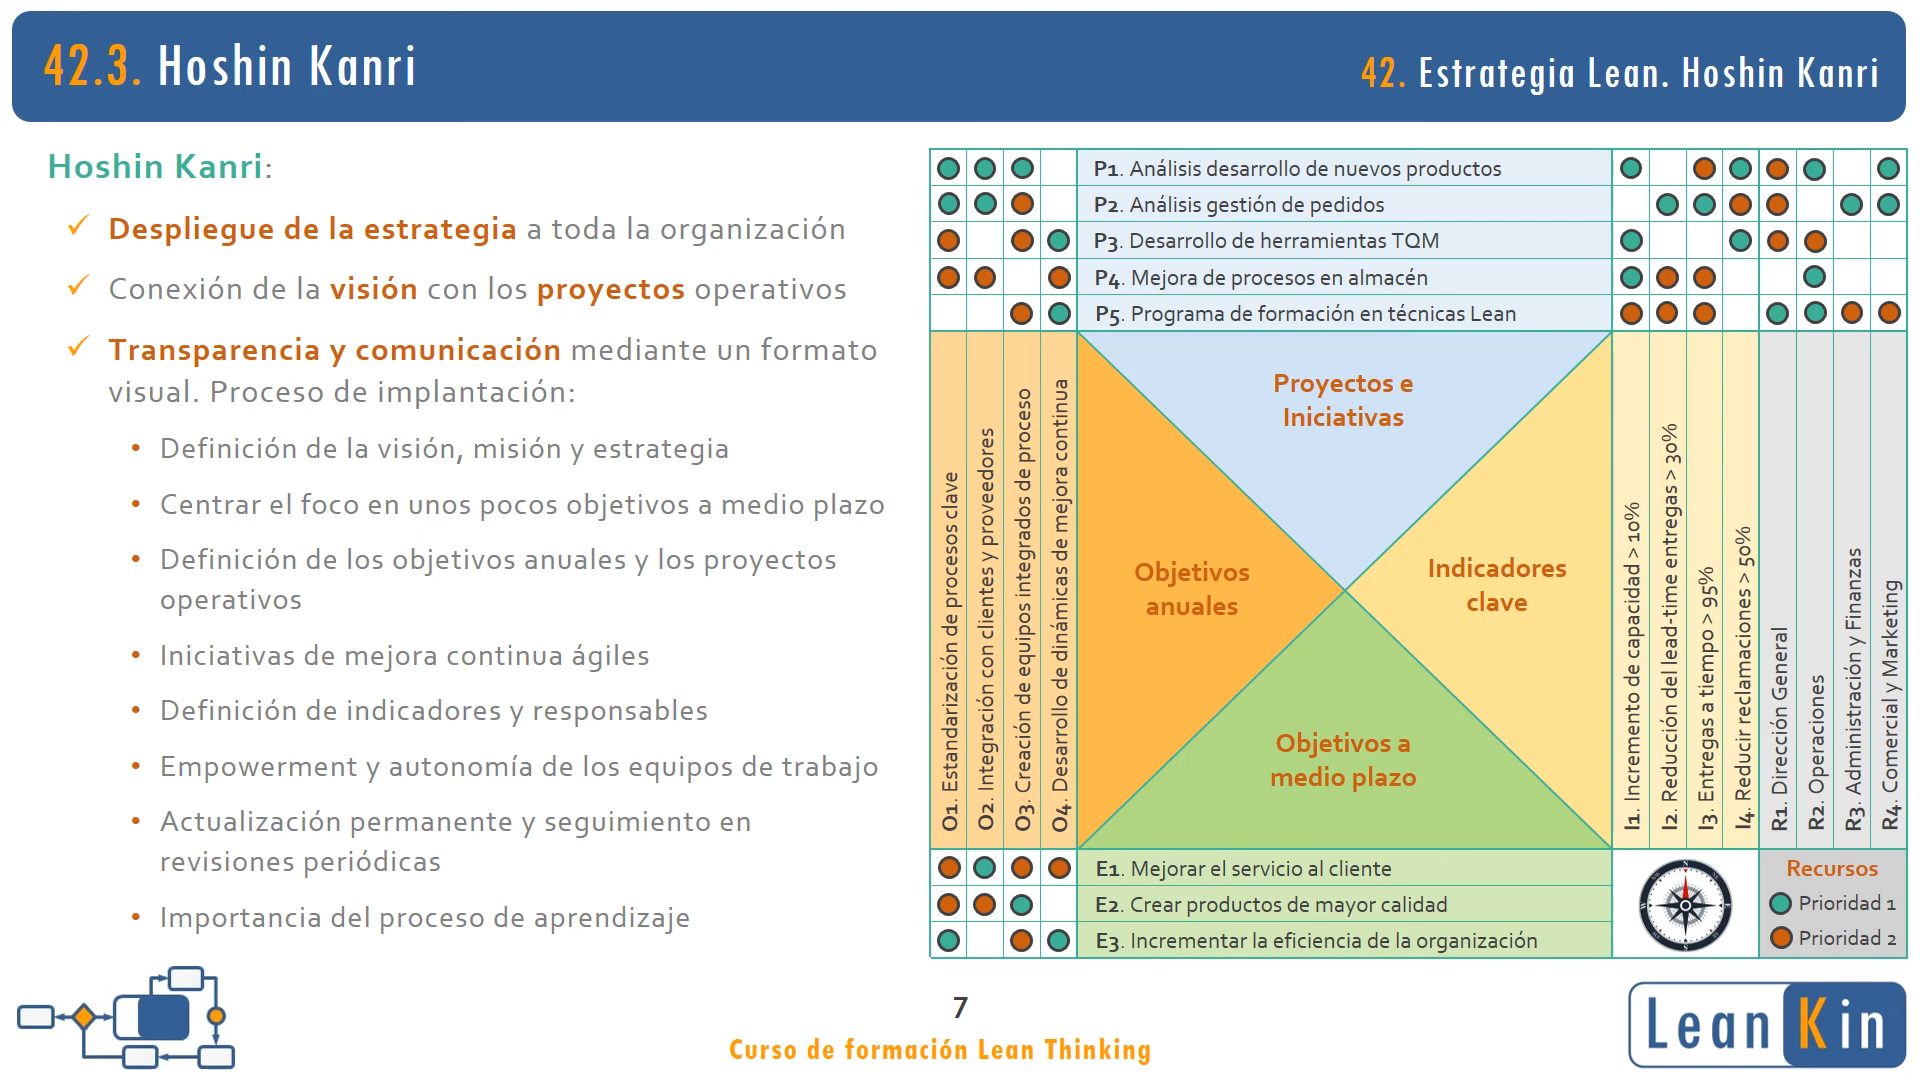 42.3. Hoshin Kanri
42. Estrategia Lean. Hoshin Kanri
Hoshin Kanri:
Despliegue de la estrategia a toda la organización
Conexión de la visión con los proyectos operativos
Transparencia y comunicación mediante un formato
visual. Proceso de implantación:
• Definición de la visión, misión y estrategia
• Centrar el foco en unos pocos objetivos a medio plazo
• Definición de los objetivos anuales y los proyectos
operativos
• Iniciativas de mejora continua ágiles
• Definición de indicadores y responsables
• Empowerment y autonomía de los equipos de trabajo
• Actualización permanente y seguimiento en
revisiones periódicas
• Importancia del proceso de aprendizaje
P1. Análisis desarrollo de nuevos productos
P2. Análisis gestión de pedidos
P3. Desarrollo de herramientas TQM
P4. Mejora de procesos en almacén
P5. Programa de formación en técnicas Lean
O1. Estandarización de procesos clave
O2. Integración con clientes y proveedores
O3. Creación de equipos integrados de proceso
O4. Desarrollo de dinámicas de mejora continua
Proyectos e
Iniciativas
Objetivos
anuales
Indicadores
clave
Objetivos a
medio plazo
I1. Incremento de capacidad > 10%
I2. Reducción del lead-time entregas > 30%
I3. Entregas a tiempo > 95%
I4. Reducir reclamaciones > 50%
R1. Dirección General
R2. Operaciones
R3. Administración y Finanzas
R4. Comercial y Marketing
E1. Mejorar el servicio al cliente
E2. Crear productos de mayor calidad
E3. Incrementar la eficiencia de la organización
Recursos
Prioridad 1
Prioridad 2
7
Curso de formación Lean Thinking
Lean Kin